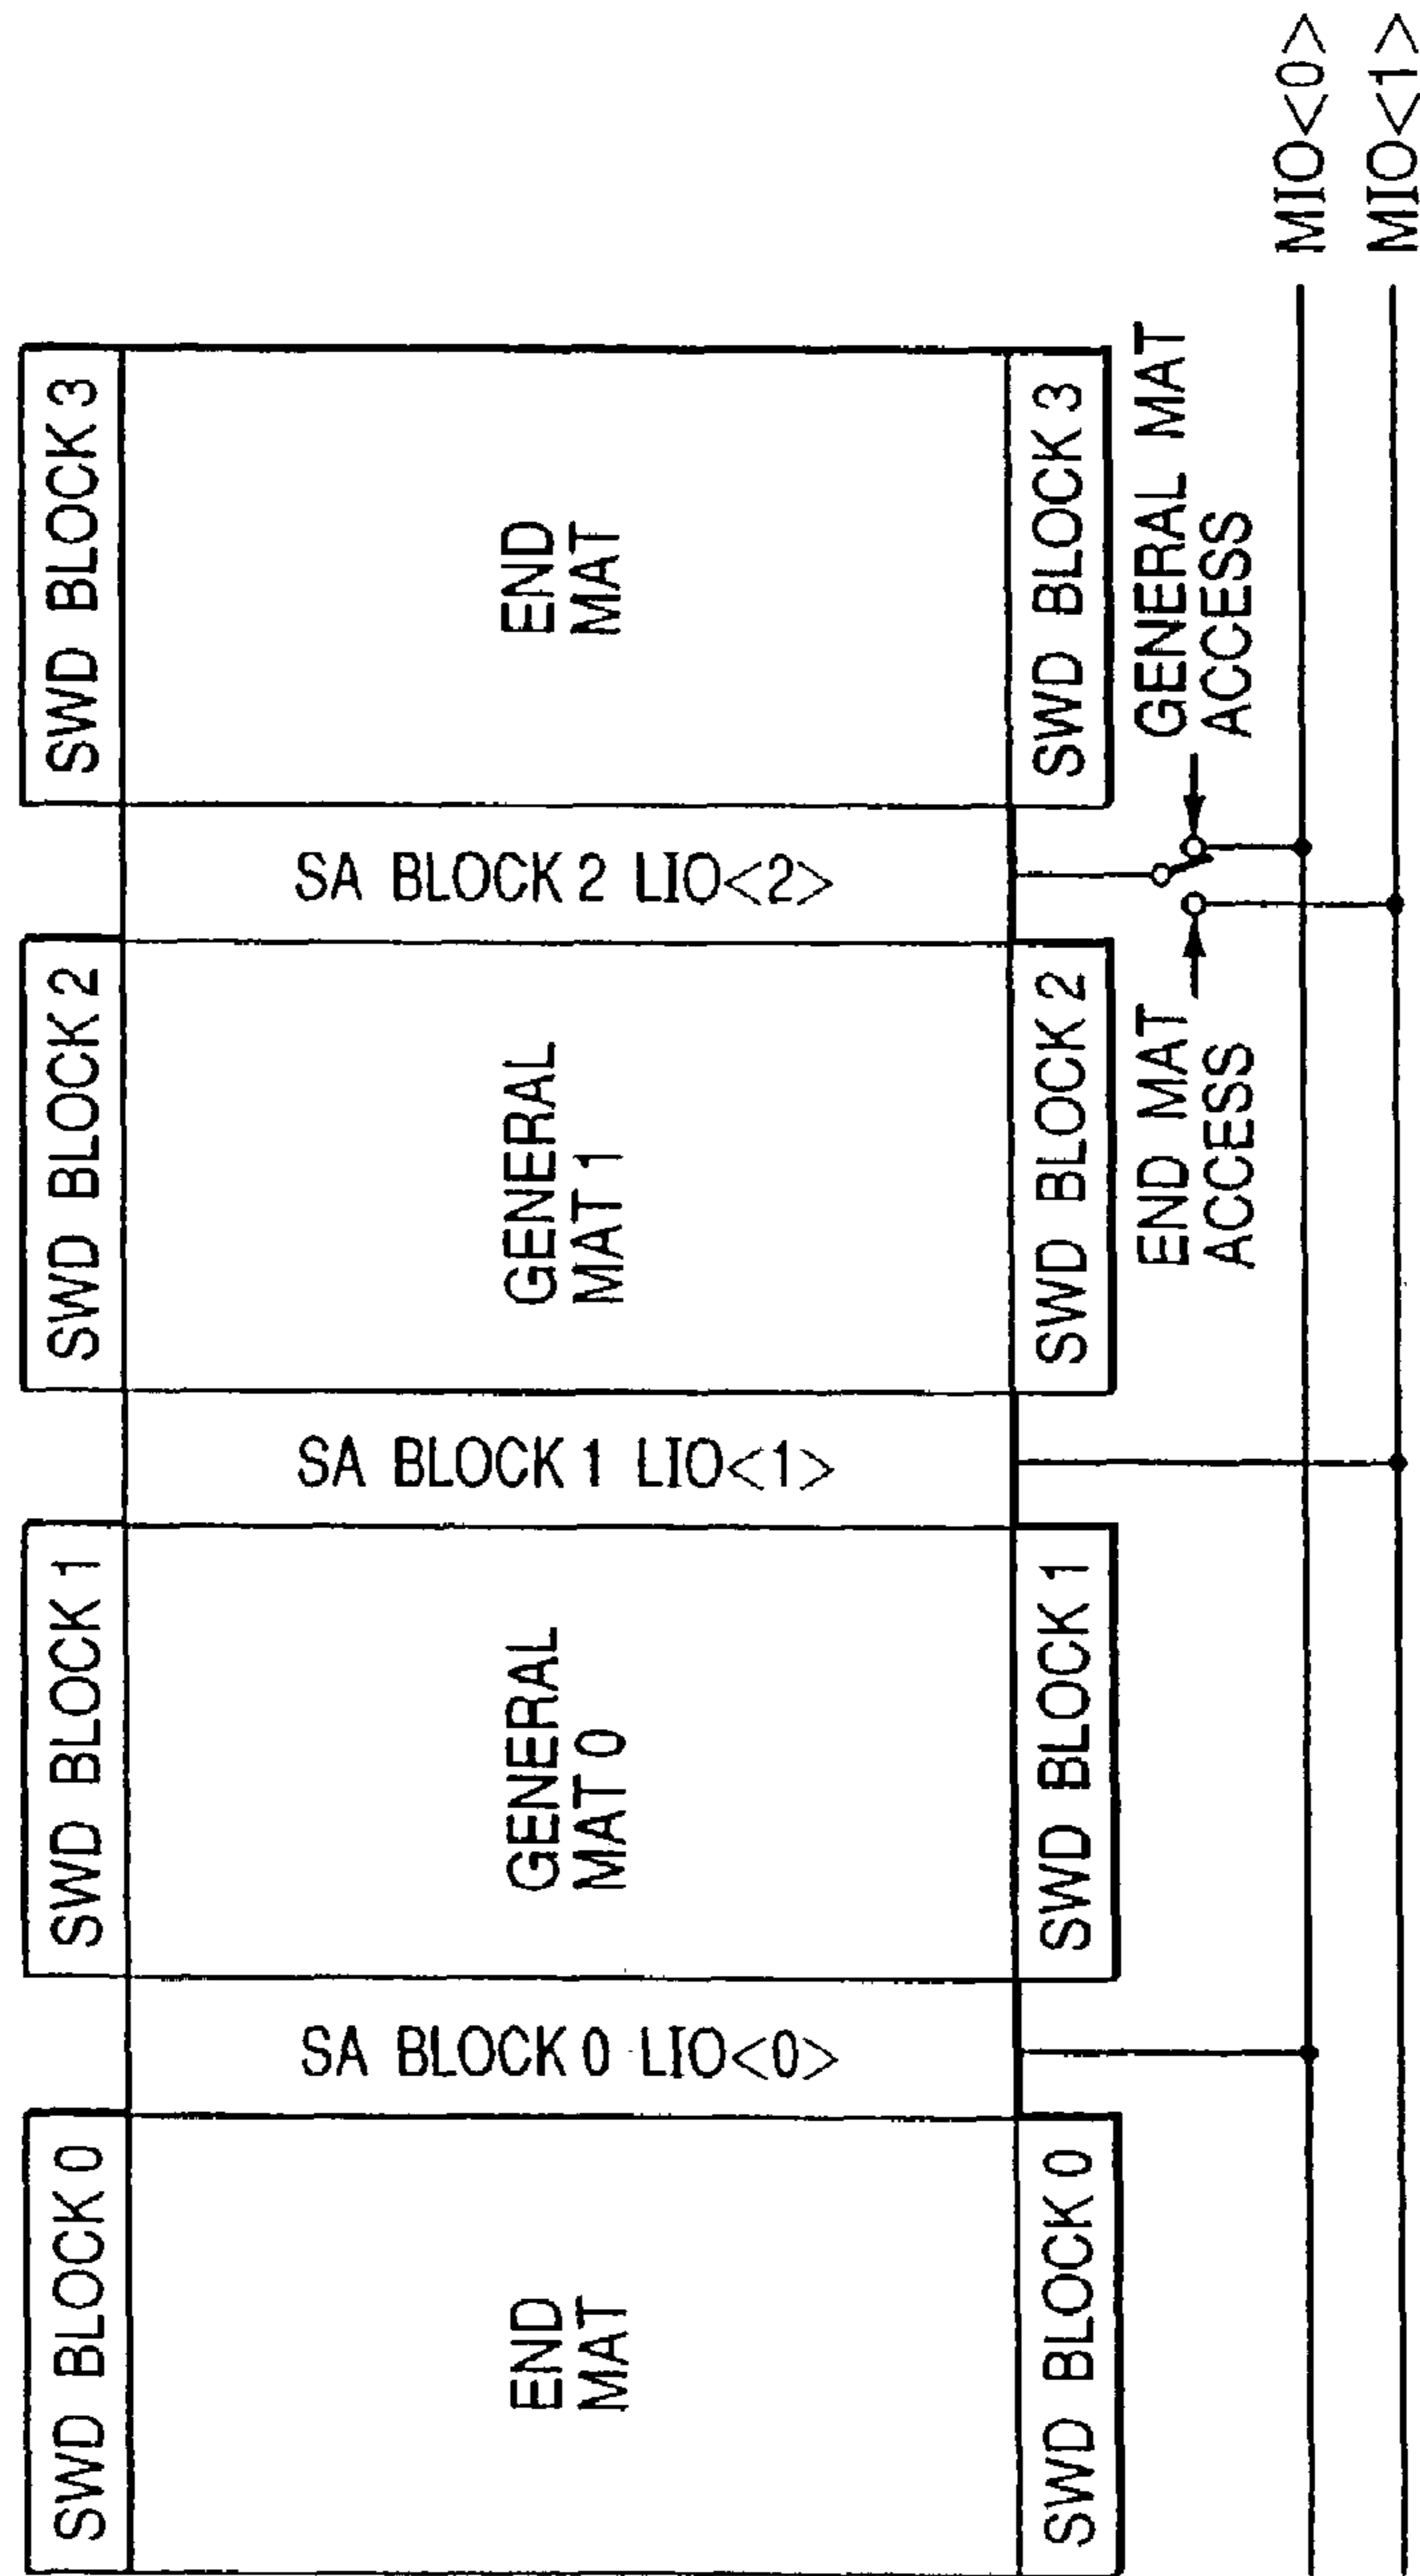 SWD BLOCK 0
SWD BLOCK 1
SWD BLOCK 2
SWD BLOCK 3
END
MAT
SA BLOCK 0 LIO<0>
GENERAL
MAT 0
SA BLOCK 1 LIO<1>
GENERAL
MAT 1
SA BLOCK 2 LIO<2>
END
MAT
SWD BLOCK 0
SWD BLOCK 1
SWD BLOCK 2
SWD BLOCK 3
END MAT
ACCESS
GENERAL MAT
ACCESS
MIO<0>
MIO<1>